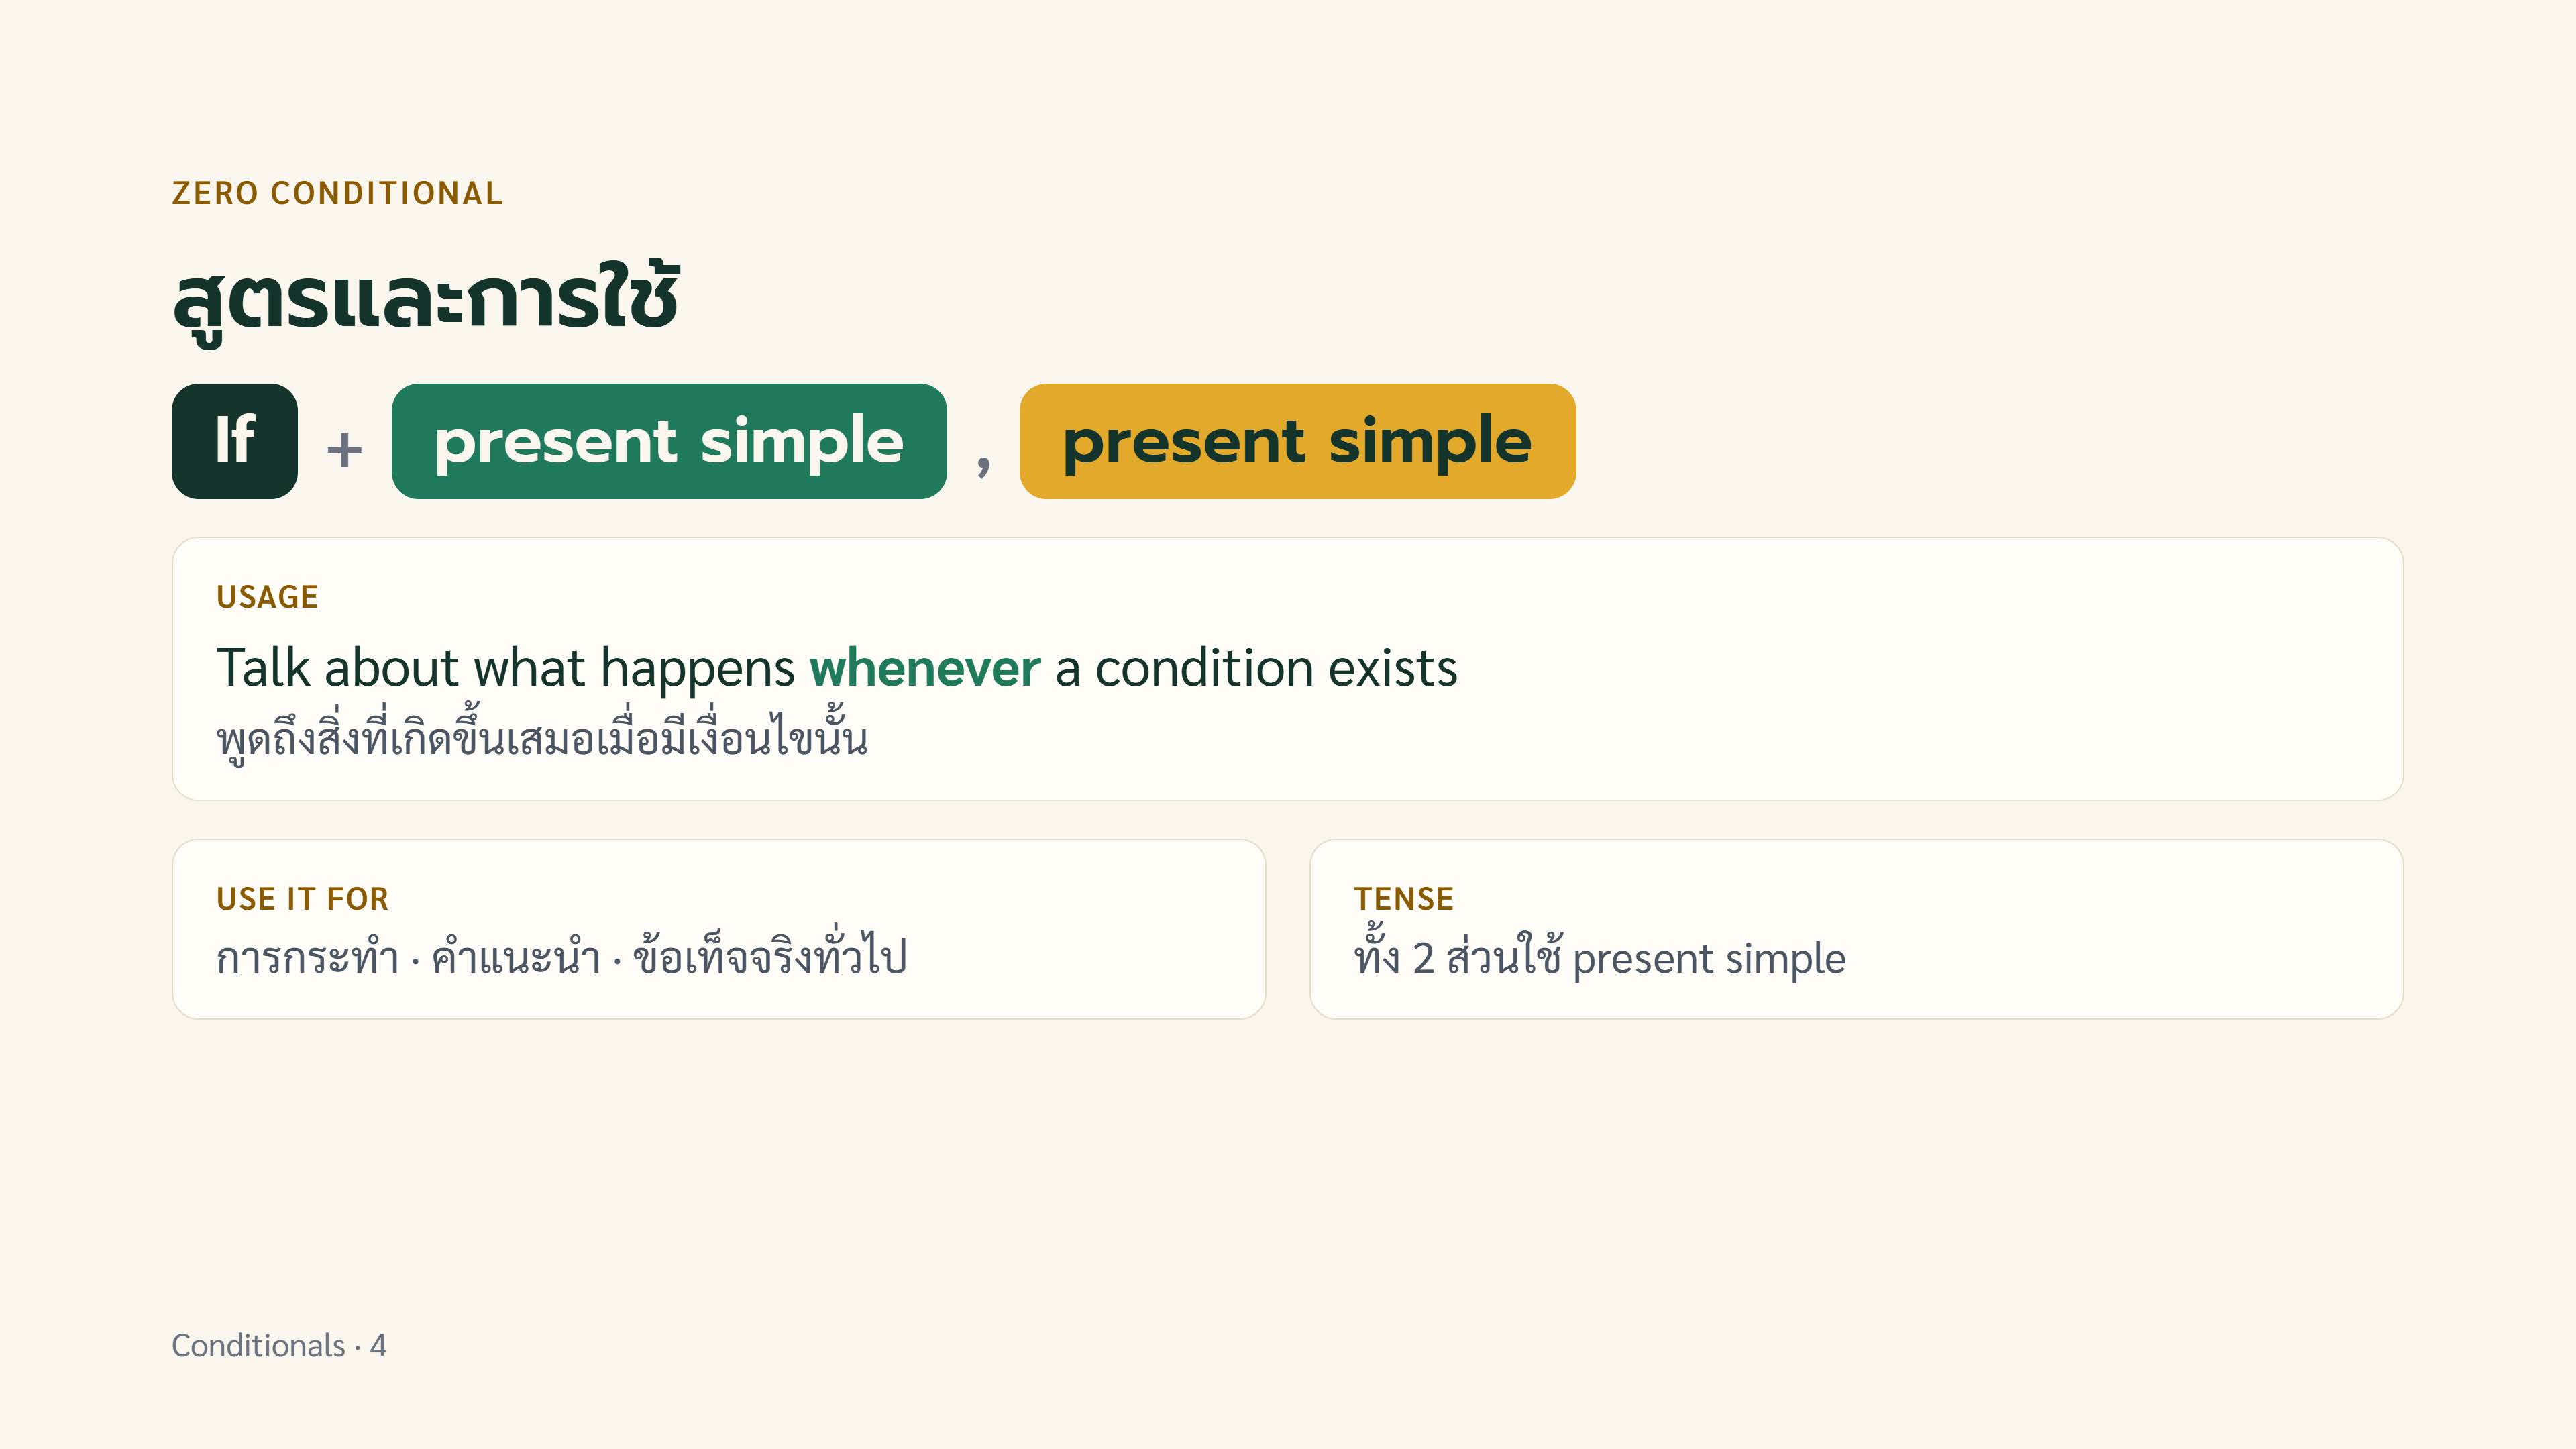 ZERO CONDITIONAL
สูตรและการใช้
If + present simple , present simple
USAGE
Talk about what happens whenever a condition exists
พูดถึงสิ่งที่เกิดขึ้นเสมอเมื่อมีเงื่อนไขนั้น
USE IT FOR
การกระทำ · คำแนะนำ · ข้อเท็จจริงทั่วไป
TENSE
ทั้ง 2 ส่วนใช้ present simple
Conditionals · 4